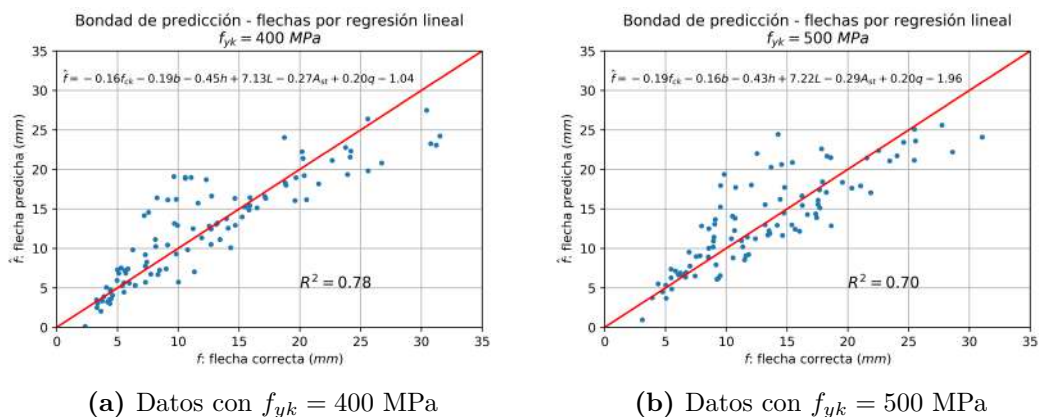 Bondad de predicción - flechas por regresión lineal
f_yk = 400 MPa
f̂ = −0.16f_ck − 0.19b − 0.45h + 7.13L − 0.27A_st + 0.20q − 1.04
35
30
25
20
15
10
5
0
f̂: flecha predicha (mm)
R² = 0.78
0 5 10 15 20 25 30 35
f: flecha correcta (mm)
(a) Datos con f_yk = 400 MPa
Bondad de predicción - flechas por regresión lineal
f_yk = 500 MPa
f̂ = −0.19f_ck − 0.16b − 0.43h + 7.22L − 0.29A_st + 0.20q − 1.96
35
30
25
20
15
10
5
0
f̂: flecha predicha (mm)
R² = 0.70
0 5 10 15 20 25 30 35
f: flecha correcta (mm)
(b) Datos con f_yk = 500 MPa